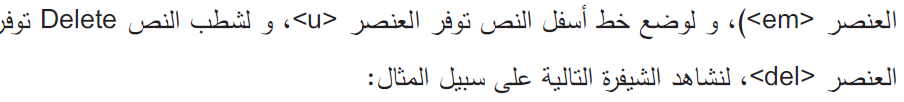 العنصر <em>)، و لوضع خط أسفل النص توفر العنصر <u>، و لشطب النص Delete توفر
العنصر <del>، لنشاهد الشيفرة التالية على سبيل المثال: